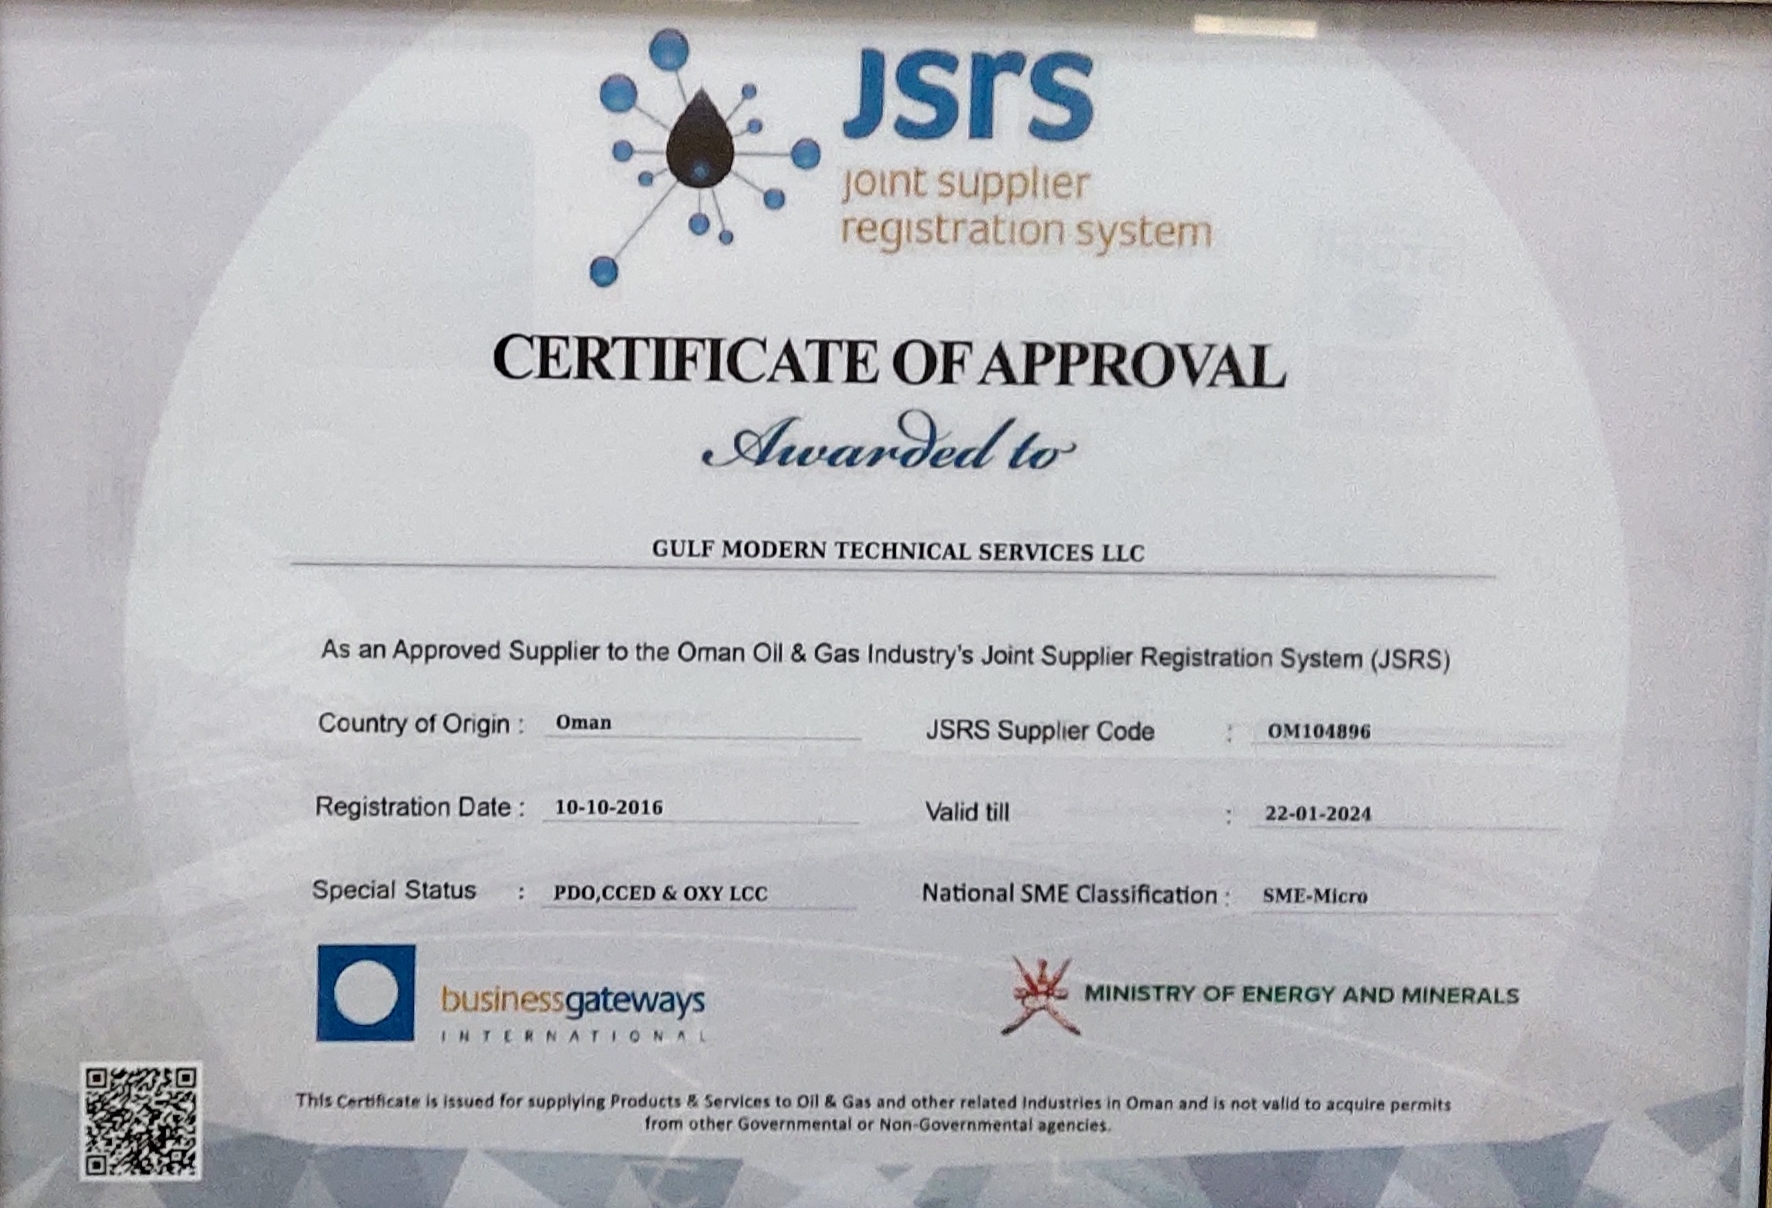 JSrS
joint supplier
registration system
CERTIFICATE OF APPROVAL
Awarded to
GULF MODERN TECHNICAL SERVICES LLC
As an Approved Supplier to the Oman Oil & Gas Industry's Joint Supplier Registration System (JSRS)
Country of Origin : Oman JSRS Supplier Code : OM104896
Registration Date : 10-10-2016 Valid till : 22-01-2024
Special Status : PDO,CCED & OXY LCC National SME Classification : SME-Micro
businessgateways
INTERNATIONAL
MINISTRY OF ENERGY AND MINERALS
This Certificate is issued for supplying Products & Services to Oil & Gas and other related Industries in Oman and is not valid to acquire permits
from other Governmental or Non-Governmental agencies.